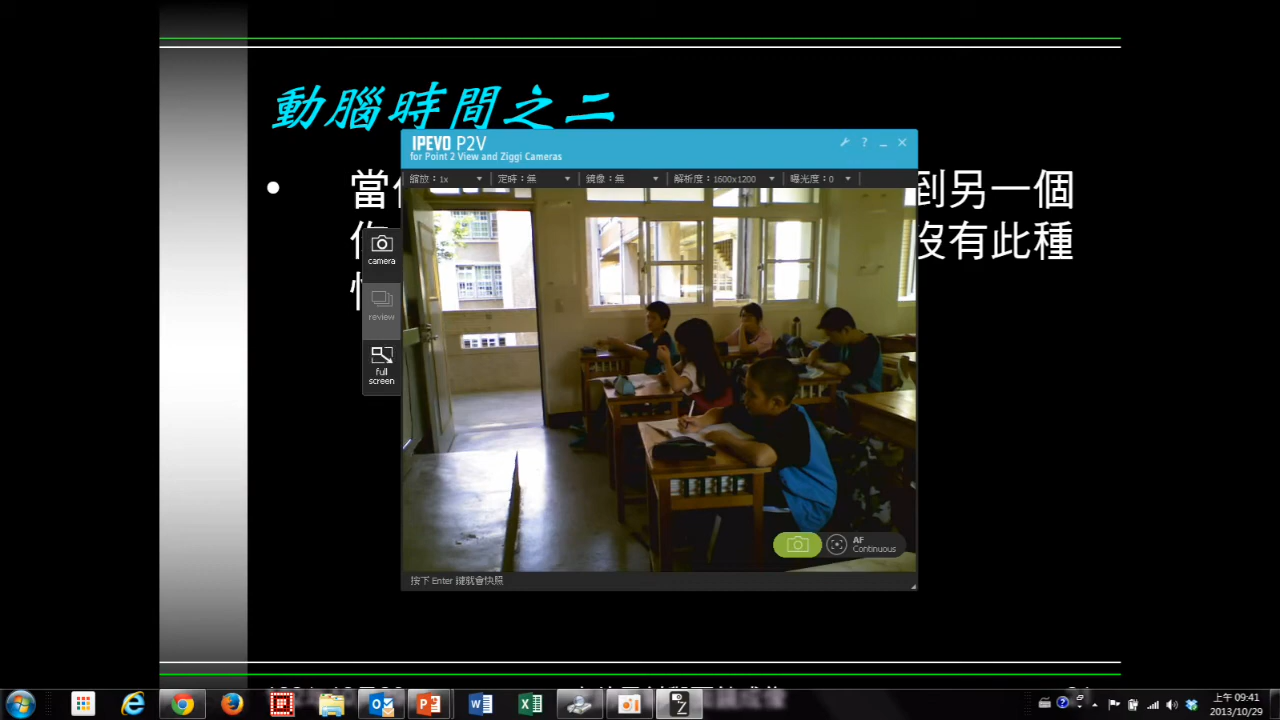 動腦時間之二
IPEVO P2V
for Point 2 View and Ziggi Cameras
縮放：1x 定時：無 鏡像：無 解析度：1600x1200 曝光度：0
當 到另一個
沒有此種
camera
review
full
screen
AF
Continuous
按下 Enter 鍵就會快照
上午 09:41
2013/10/29